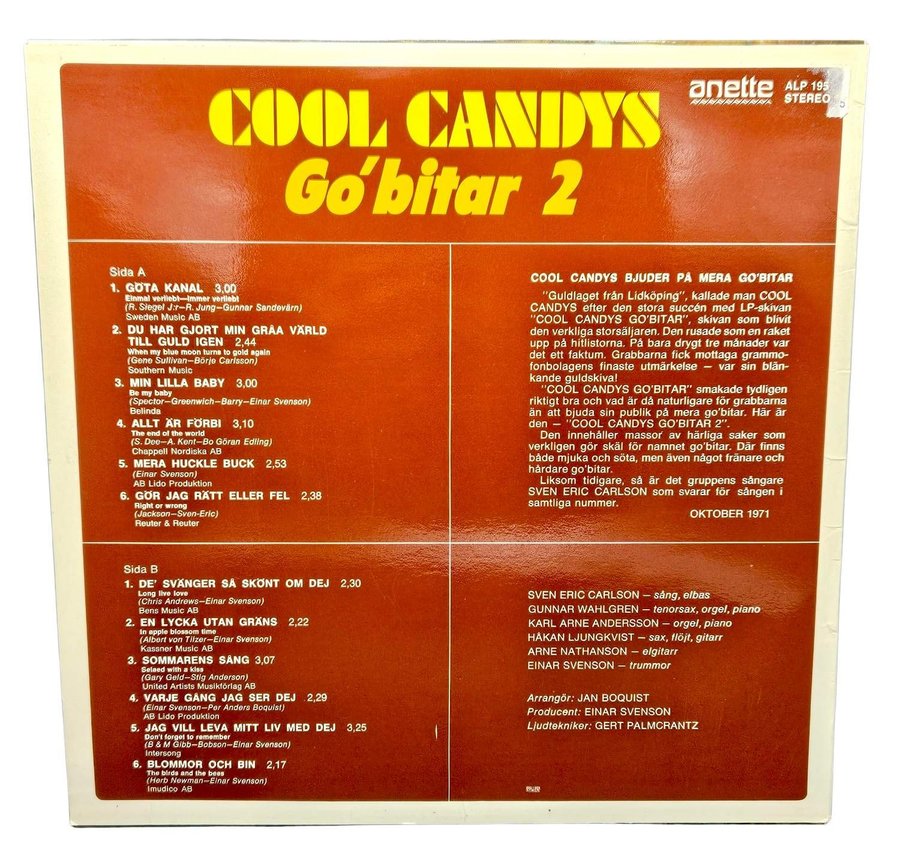 COOL CANDYS
Go'bitar 2
anette
ALP 195
STEREO
Sida A
1. GÖTA KANAL 3,00
Einmal verliebt—immer verliebt
(R. Siegel J:r—R. Jung—Gunnar Sandevärn)
Sweden Music AB
2. DU HAR GJORT MIN GRÅA VÄRLD
TILL GULD IGEN 2,44
When my blue moon turns to gold again
(Gene Sullivan—Börje Carlsson)
Southern Music
3. MIN LILLA BABY 3,00
Be my baby
(Spector—Greenwich—Barry—Einar Svenson)
Belinda
4. ALLT ÄR FÖRBI 3,10
The end of the world
(S. Dee—A. Kent—Bo Göran Edling)
Chappell Nordiska AB
5. MERA HUCKLE BUCK 2,53
(Einar Svenson)
AB Lido Produktion
6. GÖR JAG RÄTT ELLER FEL 2,38
Right or wrong
(Jackson—Sven-Eric)
Reuter & Reuter
COOL CANDYS BJUDER PÅ MERA GO'BITAR
"Guldlaget från Lidköping", kallade man COOL
CANDYS efter den stora succén med LP-skivan
"COOL CANDYS GO'BITAR", skivan som blivit
den verkliga storsäljaren. Den rusade som en raket
upp på hitlistorna. På bara drygt tre månader var
det ett faktum. Grabbarna fick mottaga grammo-
fonbolagens finaste utmärkelse — var sin blän-
kande guldskiva!
"COOL CANDYS GO'BITAR" smakade tydligen
riktigt bra och vad är då naturligare för grabbarna
än att bjuda sin publik på mera go'bitar. Här är
den — "COOL CANDYS GO'BITAR 2".
Den innehåller massor av härliga saker som
verkligen gör skäl för namnet go'bitar. Där finns
både mjuka och söta, men även något fränare och
hårdare go'bitar.
Liksom tidigare, så är det gruppens sångare
SVEN ERIC CARLSON som svarar för sången i
samtliga nummer.
OKTOBER 1971
Sida B
1. DE' SVÄNGER SÅ SKÖNT OM DEJ 2,30
Long live love
(Chris Andrews—Einar Svenson)
Bens Music AB
2. EN LYCKA UTAN GRÄNS 2,22
In apple blossom time
(Albert von Tilzer—Einar Svenson)
Kassner Music AB
3. SOMMARENS SÅNG 3,07
Selaed with a kiss
(Gary Geld—Stig Anderson)
United Artists Musikförlag AB
4. VARJE GÅNG JAG SER DEJ 2,29
(Einar Svenson—Per Anders Boquist)
AB Lido Produktion
5. JAG VILL LEVA MITT LIV MED DEJ 3,25
Don't forget to remember
(B & M Gibb—Bobson—Einar Svenson)
Intersong
6. BLOMMOR OCH BIN 2,17
The birds and the bees
(Herb Newman—Einar Svenson)
Imudico AB
SVEN ERIC CARLSON — sång, elbas
GUNNAR WAHLGREN — tenorsax, orgel, piano
KARL ARNE ANDERSSON — orgel, piano
HÅKAN LJUNGKVIST — sax, flöjt, gitarr
ARNE NATHANSON — elgitarr
EINAR SVENSON — trummor
Arrangör: JAN BOQUIST
Producent: EINAR SVENSON
Ljudtekniker: GERT PALMCRANTZ